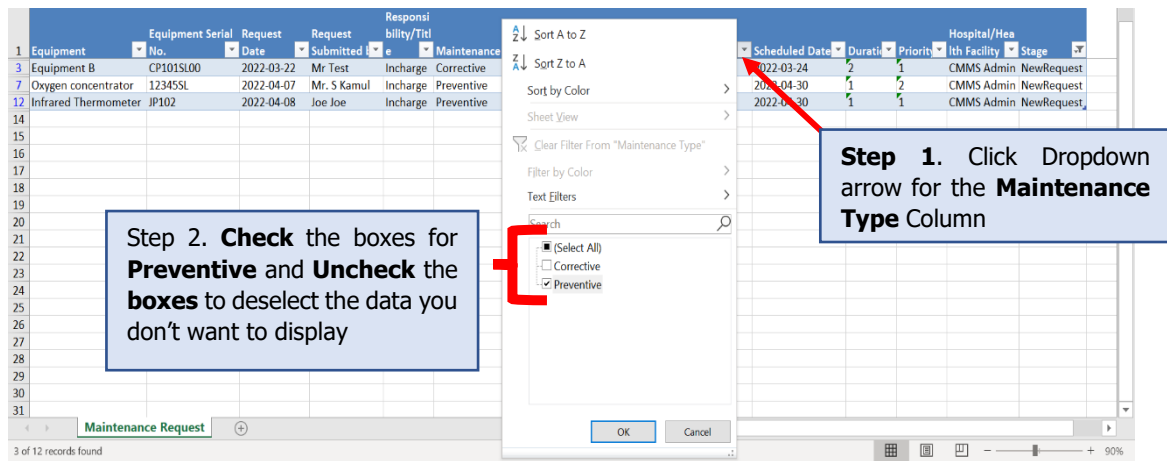 Responsi
Equipment Serial Request Request bility/Titl Hospital/Hea
1 Equipment No. Date Submitted e Maintenance Scheduled Date Durati Priority lth Facility Stage
3 Equipment B CP101SL00 2022-03-22 Mr Test Incharge Corrective 2022-03-24 2 1 CMMS Admin NewRequest
7 Oxygen concentrator 12345SL 2022-04-07 Mr. S Kamul Incharge Preventive 2022-04-30 1 2 CMMS Admin NewRequest
12 Infrared Thermometer JP102 2022-04-08 Joe Joe Incharge Preventive 2022-04-30 1 1 CMMS Admin NewRequest
14
15
16
17
18
19
20
21
22
23
24
25
26
27
28
29
30
31
Sort A to Z
Sort Z to A
Sort by Color
Sheet View
Clear Filter From "Maintenance Type"
Filter by Color
Text Filters
Search
(Select All)
Corrective
Preventive
OK Cancel
Step 1. Click Dropdown
arrow for the Maintenance
Type Column
Step 2. Check the boxes for
Preventive and Uncheck the
boxes to deselect the data you
don't want to display
Maintenance Request
3 of 12 records found
90%